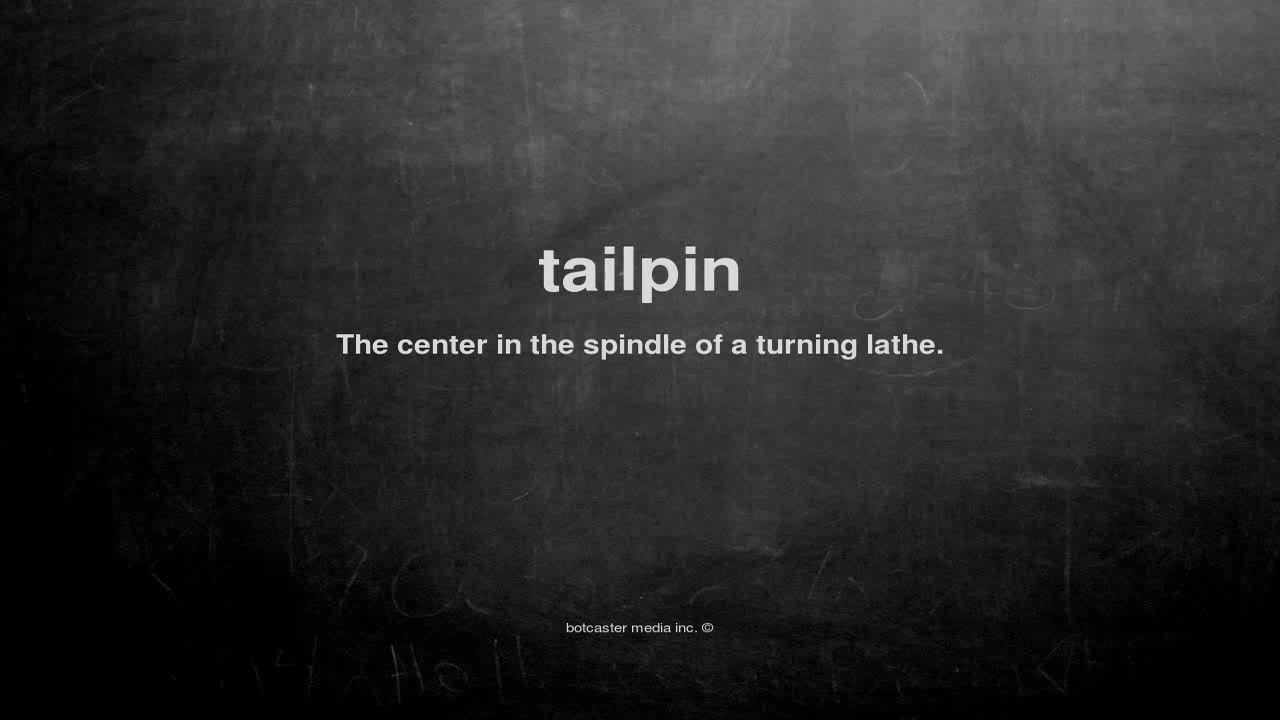 tailpin
The center in the spindle of a turning lathe.
botcaster media inc. ©